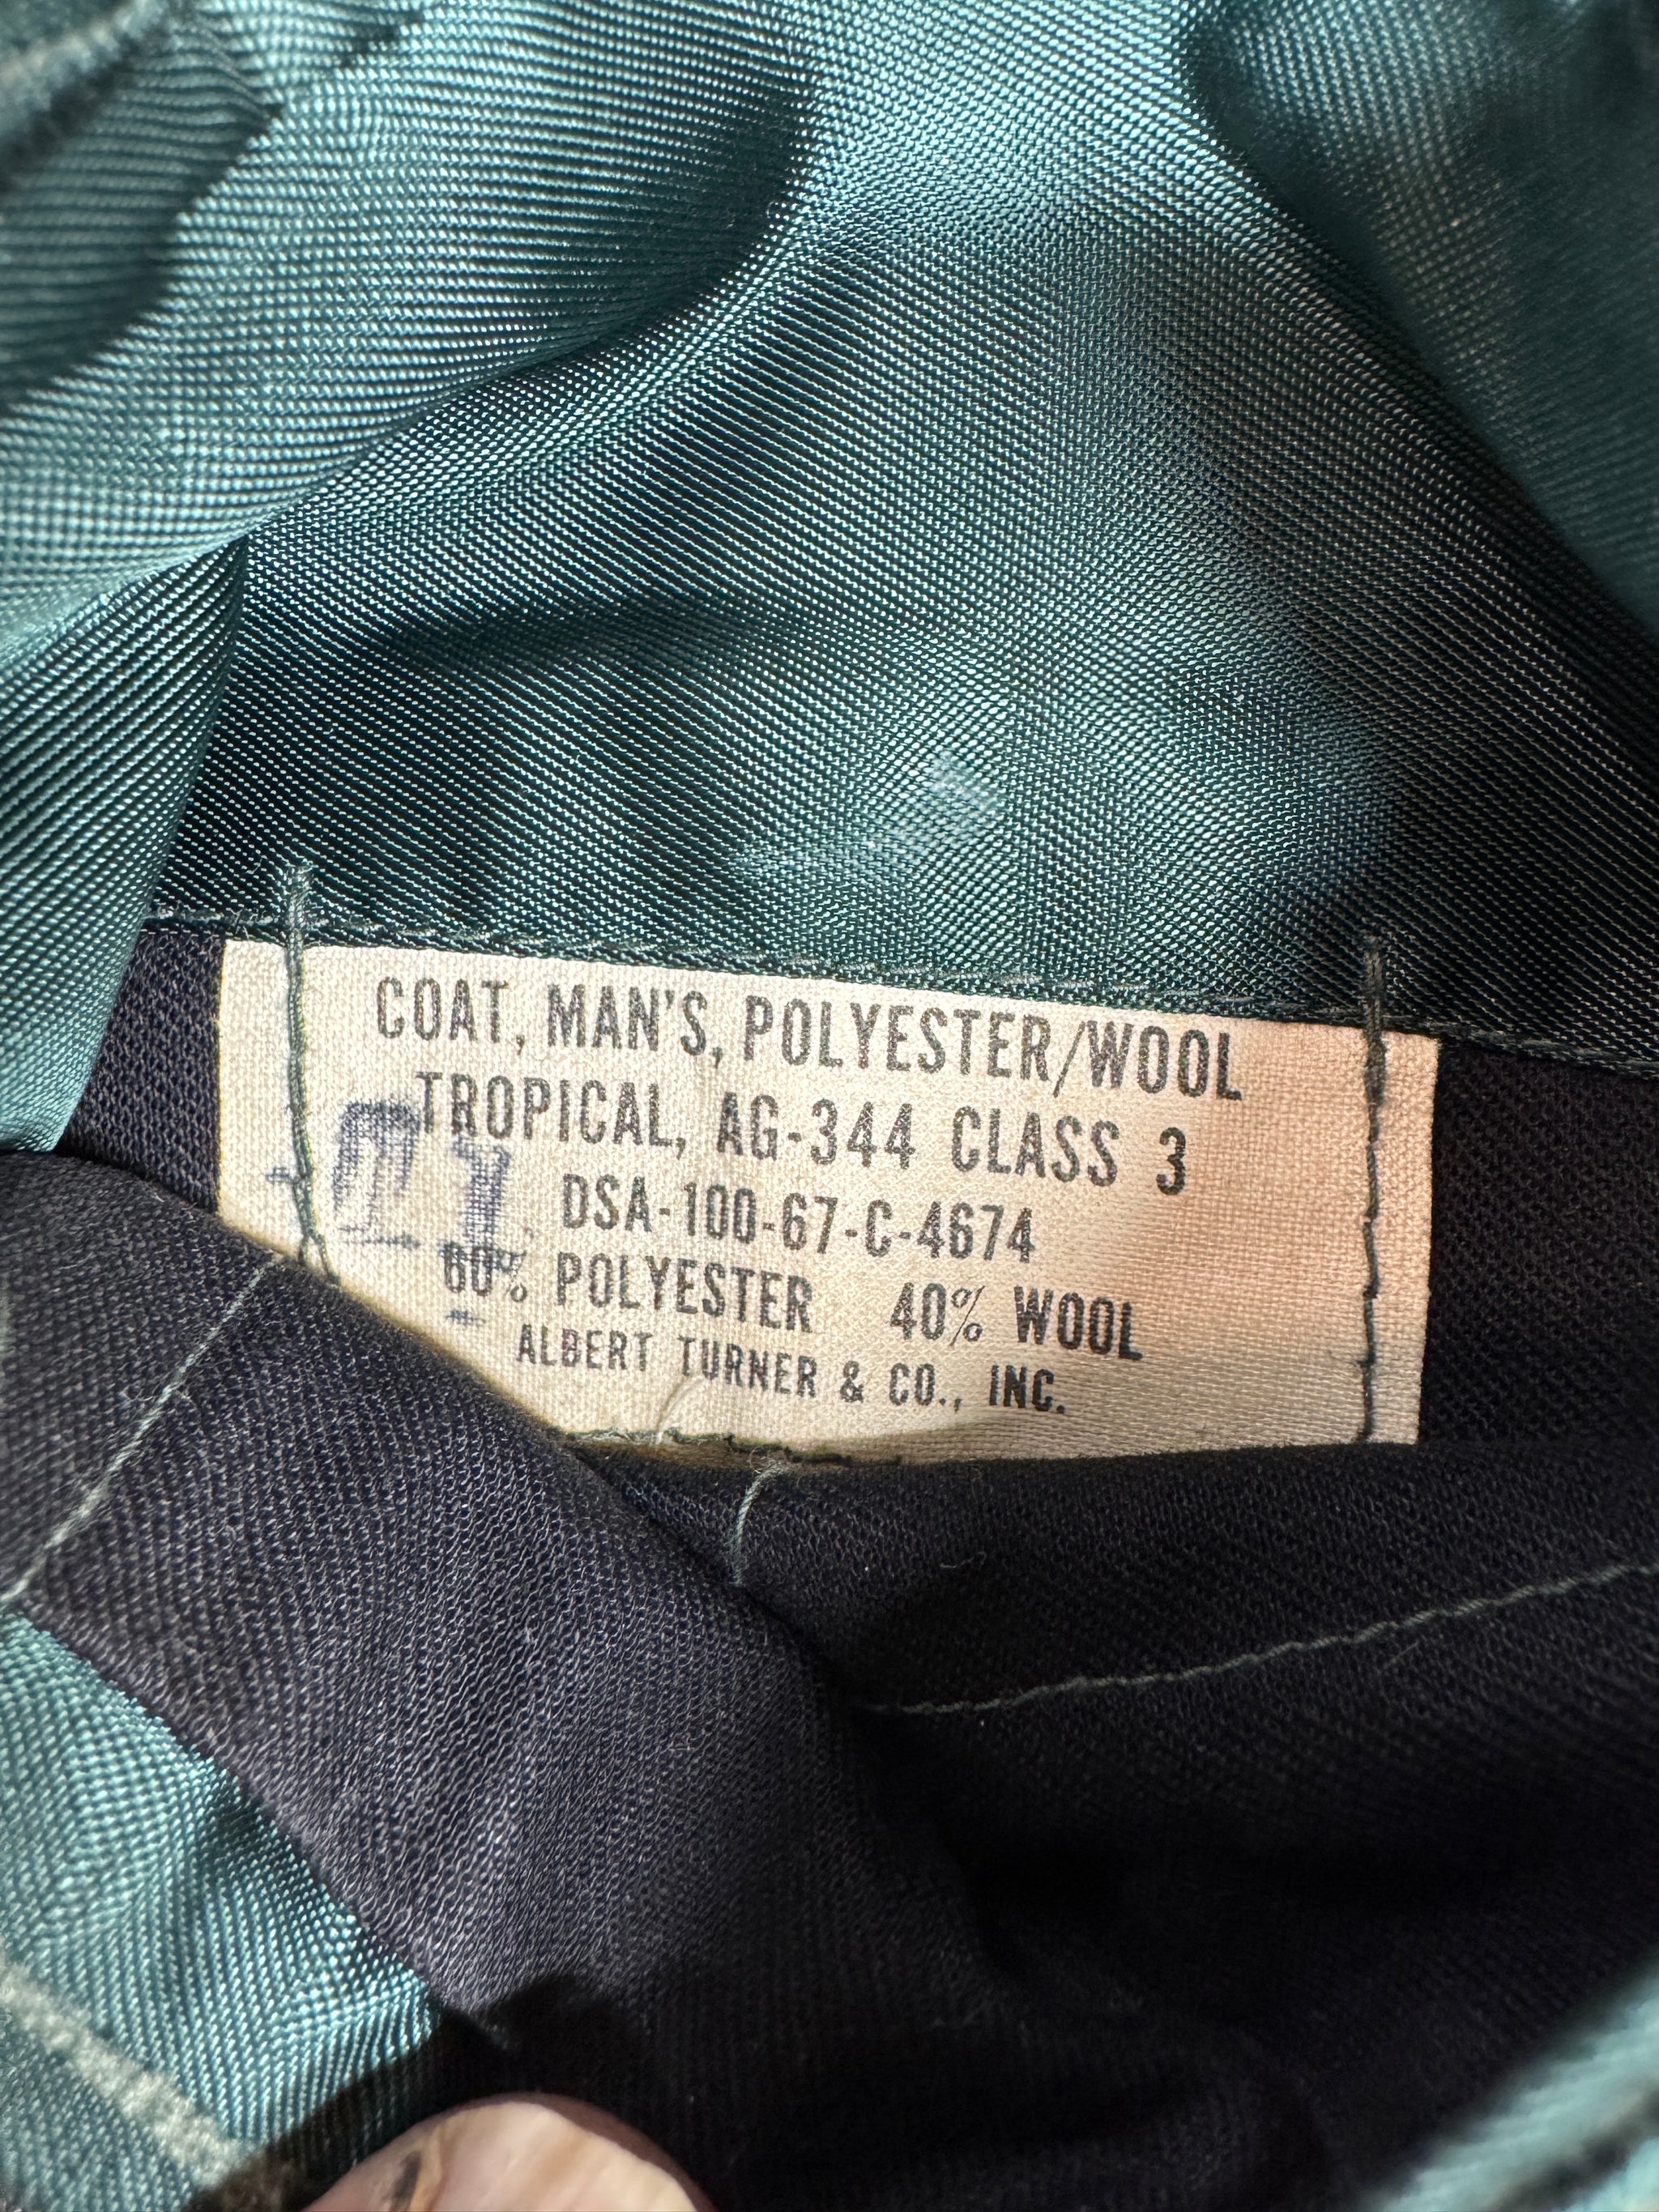 COAT, MAN'S, POLYESTER/WOOL
TROPICAL, AG-344 CLASS 3
DSA-100-67-C-4674
60% POLYESTER 40% WOOL
ALBERT TURNER & CO., INC.